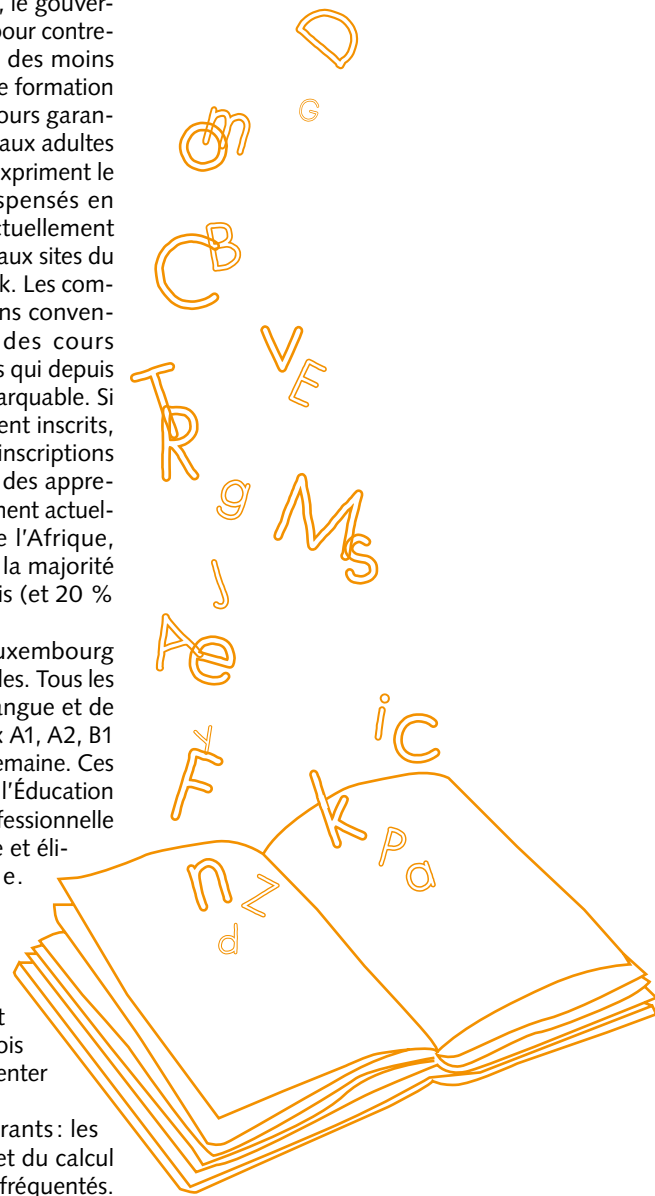 , le gouver-
pour contre-
des moins
e formation
ours garan-
aux adultes
xpriment le
spensés en
ctuellement
aux sites du
k. Les com-
ns conven-
des cours
s qui depuis
arquable. Si
ent inscrits,
inscriptions
des appre-
ment actuel-
e l'Afrique,
la majorité
is (et 20 %
uxembourg
les. Tous les
angue et de
x A1, A2, B1
emaine. Ces
l'Éducation
fessionnelle
e et éli-
e.
t
ois
enter
rants : les
et du calcul
fréquentés.
D
G
o m
C B
V E
T R
g
M s
J
A e
i C
y F
k P a
n Z
d